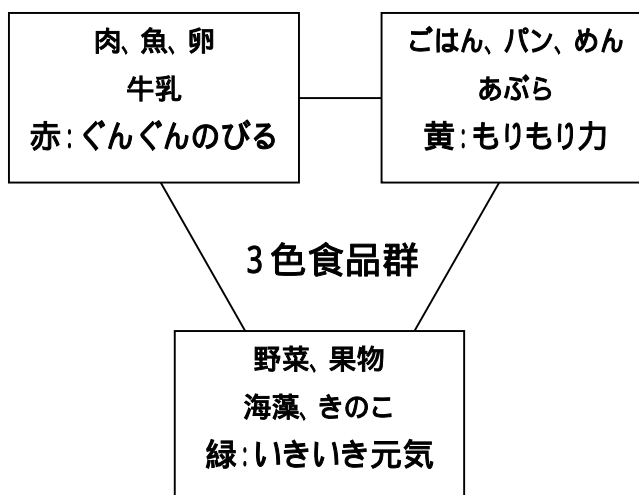 肉、魚、卵
牛乳
赤：ぐんぐんのびる
ごはん、パン、めん
あぶら
黄：もりもり力
3色食品群
野菜、果物
海藻、きのこ
緑：いきいき元気